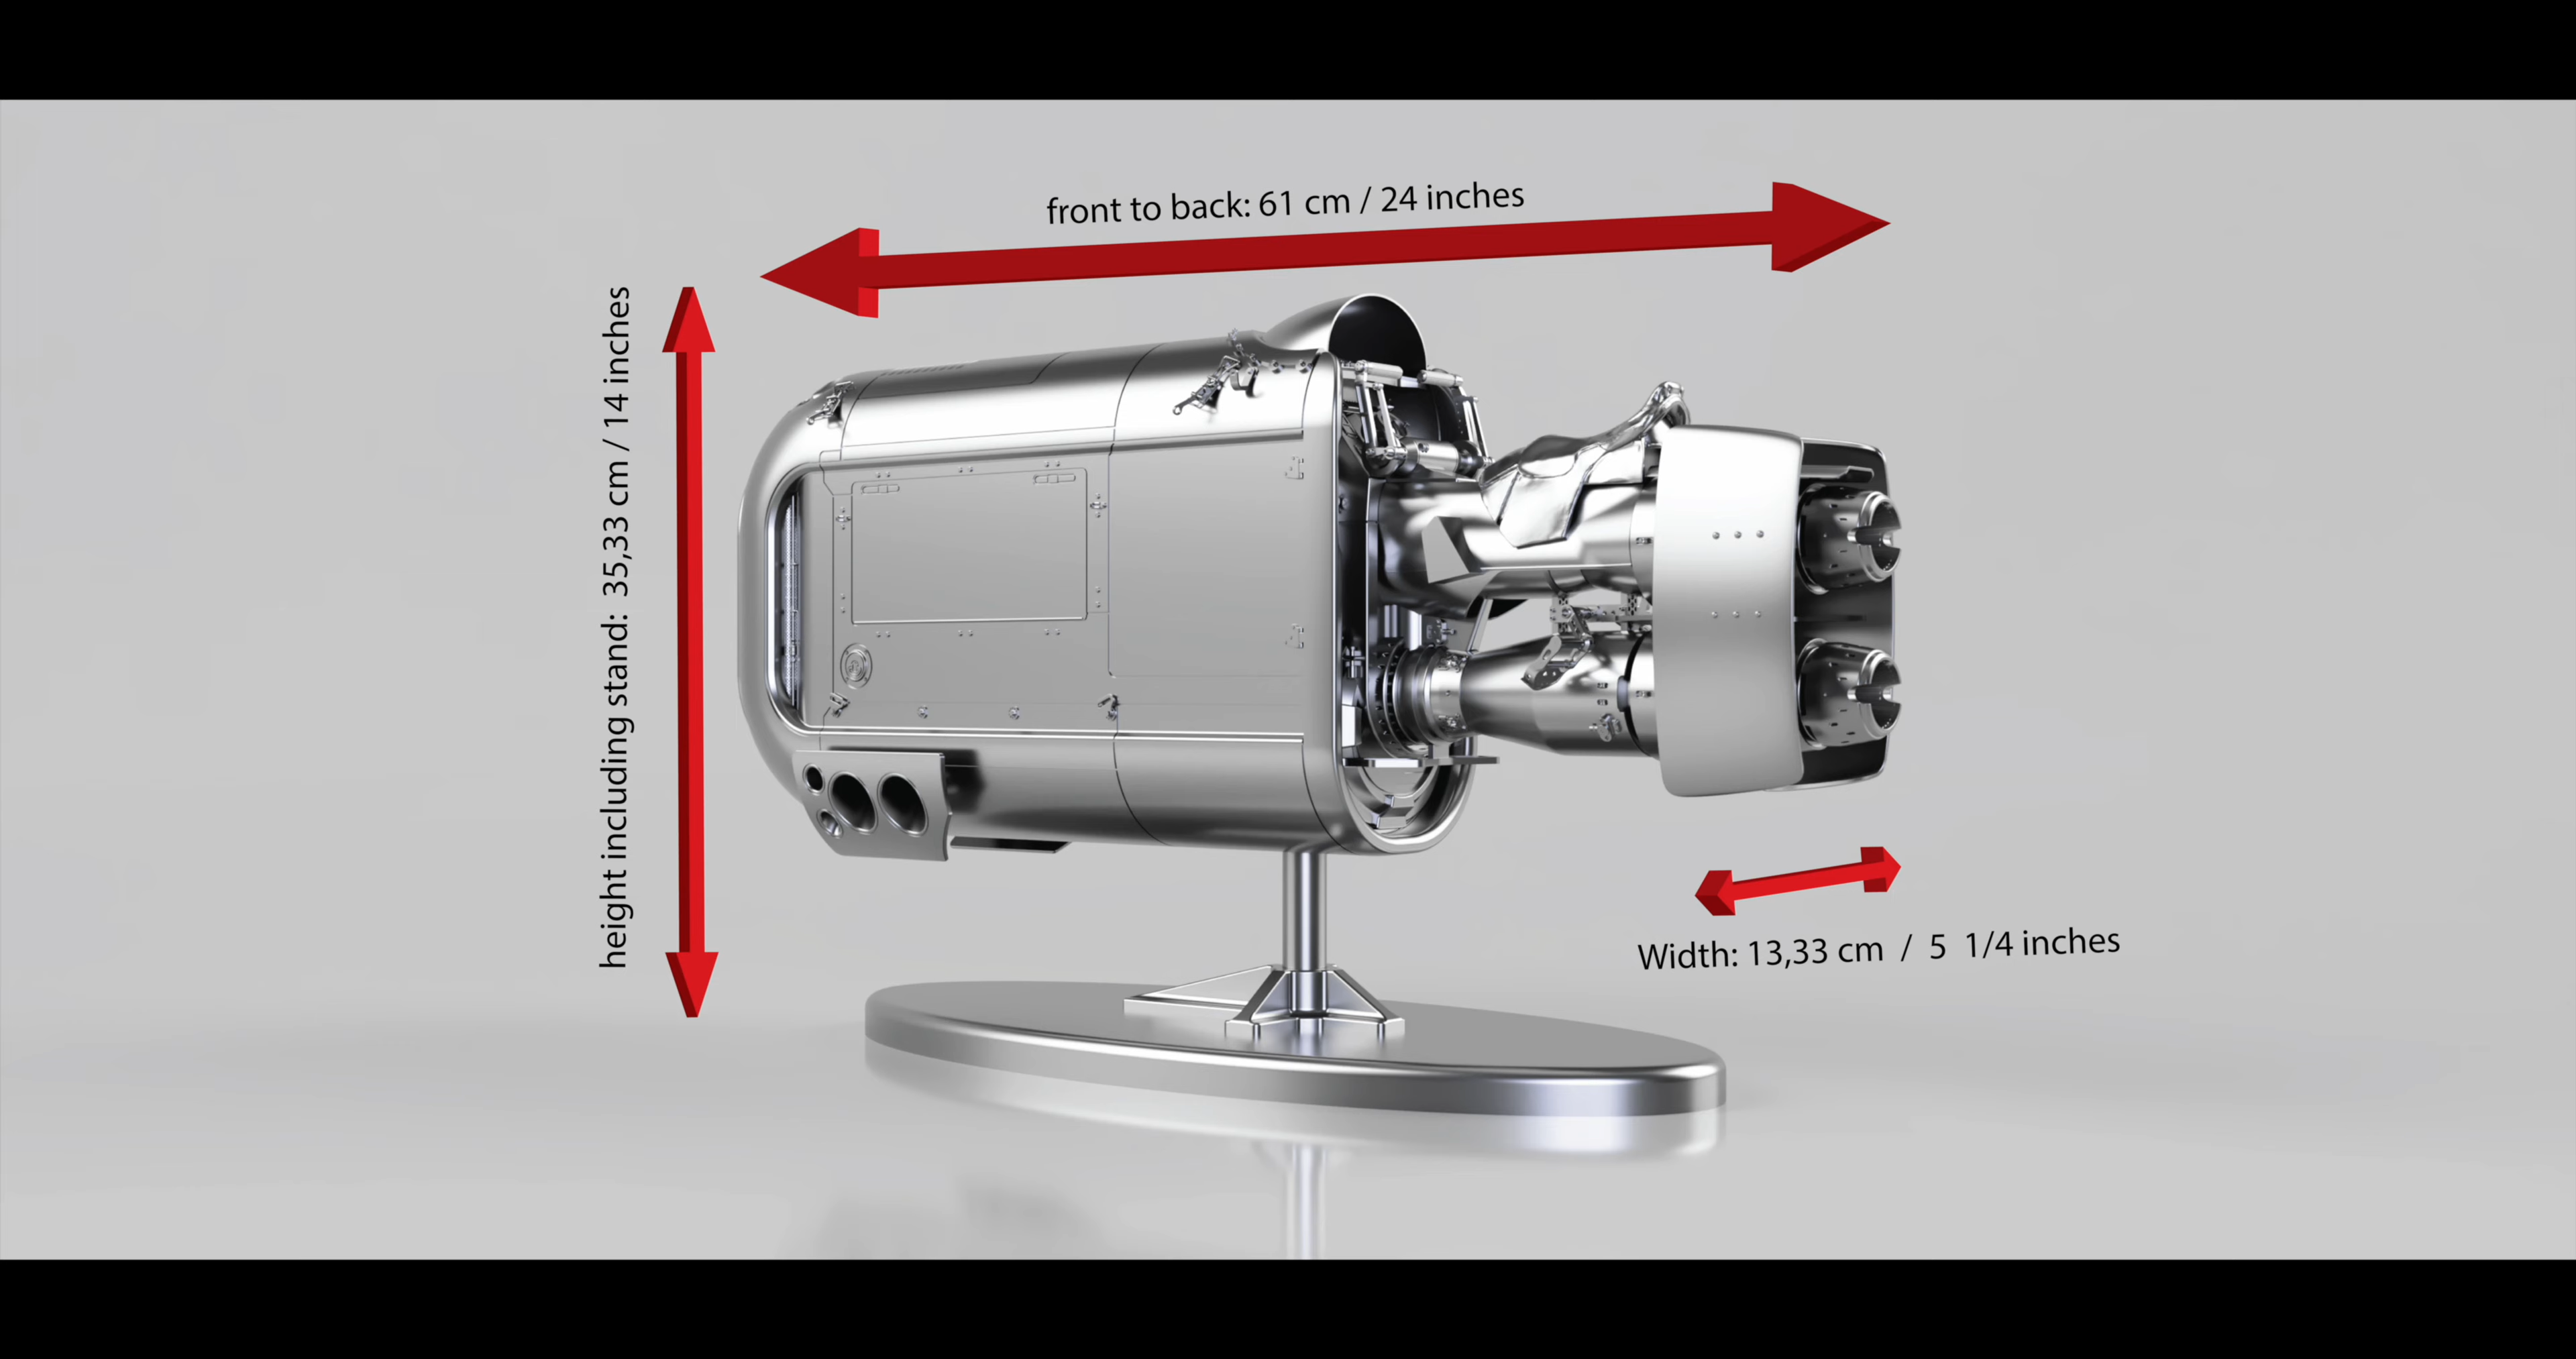 front to back: 61 cm / 24 inches
height including stand:  35,33 cm / 14 inches
Width: 13,33 cm  /  5  1/4 inches